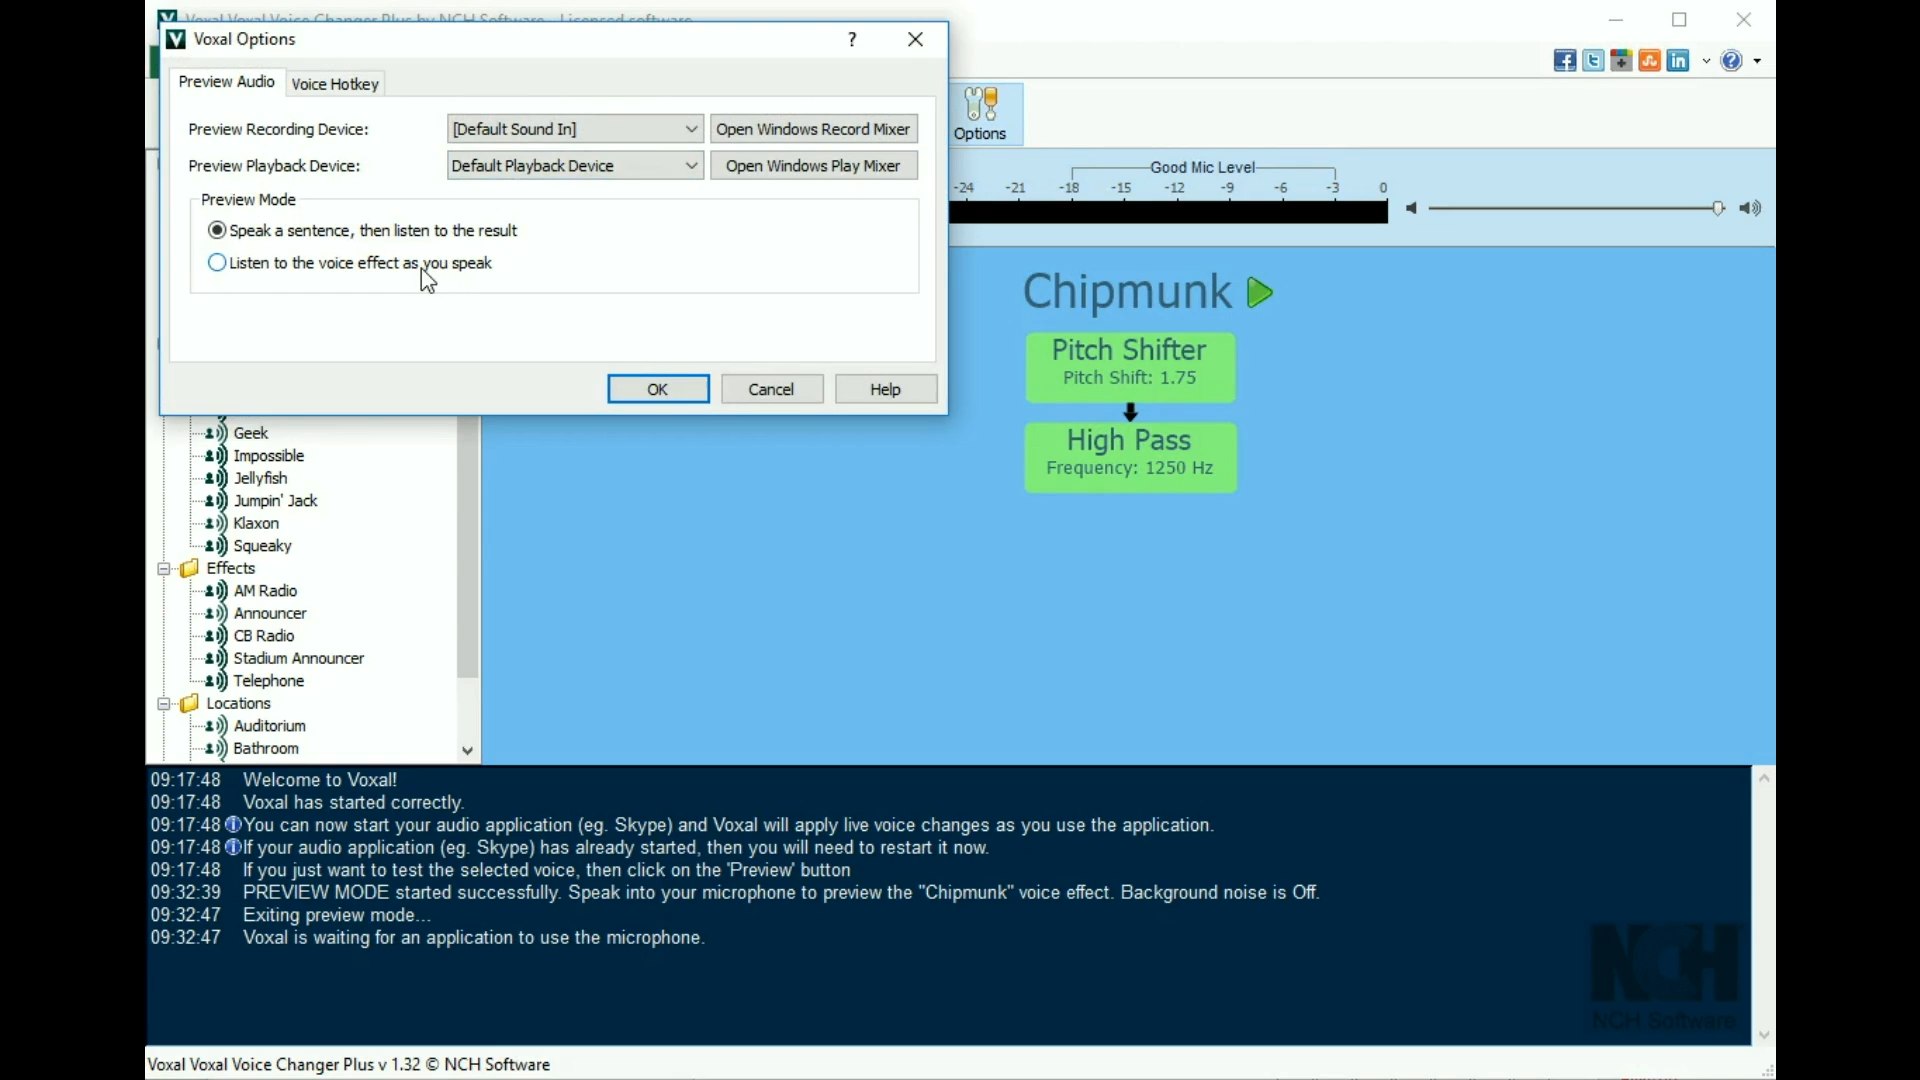 Voxal Voxal Voice Changer Plus by NCH Software - Licensed software
Voxal Options
?
Preview Audio
Voice Hotkey
Preview Recording Device:
[Default Sound In]
Open Windows Record Mixer
Preview Playback Device:
Default Playback Device
Open Windows Play Mixer
Preview Mode
Speak a sentence, then listen to the result
Listen to the voice effect as you speak
OK
Cancel
Help
Options
Good Mic Level
-24 -21 -18 -15 -12 -9 -6 -3 0
Chipmunk
Pitch Shifter
Pitch Shift: 1.75
High Pass
Frequency: 1250 Hz
Geek
Impossible
Jellyfish
Jumpin' Jack
Klaxon
Squeaky
Effects
AM Radio
Announcer
CB Radio
Stadium Announcer
Telephone
Locations
Auditorium
Bathroom
09:17:48 Welcome to Voxal!
09:17:48 Voxal has started correctly.
09:17:48 You can now start your audio application (eg. Skype) and Voxal will apply live voice changes as you use the application.
09:17:48 If your audio application (eg. Skype) has already started, then you will need to restart it now.
09:17:48 If you just want to test the selected voice, then click on the 'Preview' button
09:32:39 PREVIEW MODE started successfully. Speak into your microphone to preview the "Chipmunk" voice effect. Background noise is Off.
09:32:47 Exiting preview mode...
09:32:47 Voxal is waiting for an application to use the microphone.
NCH
NCH Software
Voxal Voxal Voice Changer Plus v 1.32 © NCH Software